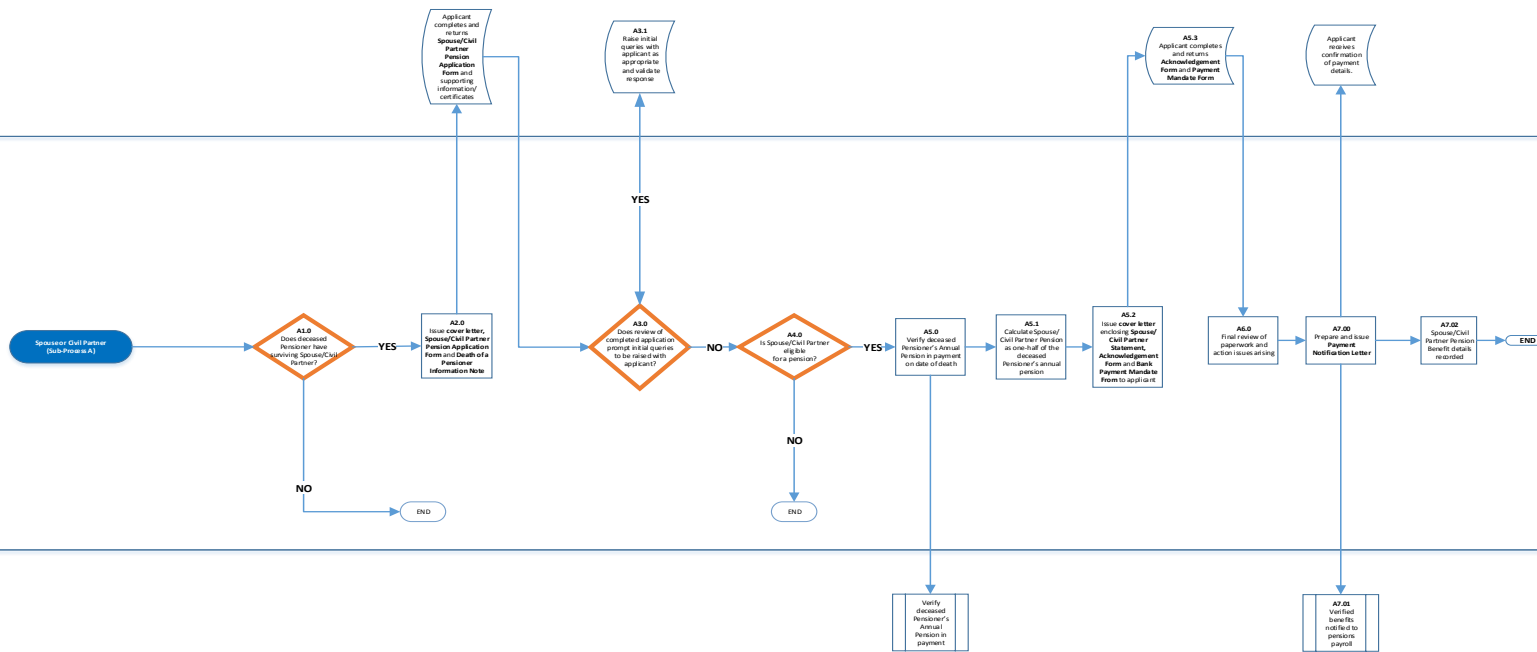 Applicant
completes and
returns
Spouse/Civil
Partner
Pension
Application
Form and
supporting
information/
certificates
A3.1
Raise initial
queries with
applicant as
appropriate
and validate
response
A5.3
Applicant completes
and returns
Acknowledgement
Form and Payment
Mandate Form
Applicant
receives
confirmation
of payment
details.
YES
Spouse or Civil Partner
(Sub-Process A)
A1.0
Does deceased
Pensioner have
surviving Spouse/Civil
Partner?
YES
A2.0
Issue cover letter,
Spouse/Civil Partner
Pension Application
Form and Death of a
Pensioner
Information Note
A3.0
Does review of
completed application
prompt initial queries
to be raised with
applicant?
NO
A4.0
Is Spouse/Civil Partner
eligible
for a pension?
YES
A5.0
Verify deceased
Pensioner's Annual
Pension in payment
on date of death
A5.1
Calculate Spouse/
Civil Partner Pension
as one-half of the
deceased
Pensioner's annual
pension
A5.2
Issue cover letter
enclosing Spouse/
Civil Partner
Statement,
Acknowledgement
Form and Bank
Payment Mandate
From to applicant
A6.0
Final review of
paperwork and
action issues arising
A7.00
Prepare and issue
Payment
Notification Letter
A7.02
Spouse/Civil
Partner Pension
Benefit details
recorded
END
NO
END
NO
END
Verify
deceased
Pensioner's
Annual
Pension in
payment
A7.01
Verified
benefits
notified to
pensions
payroll